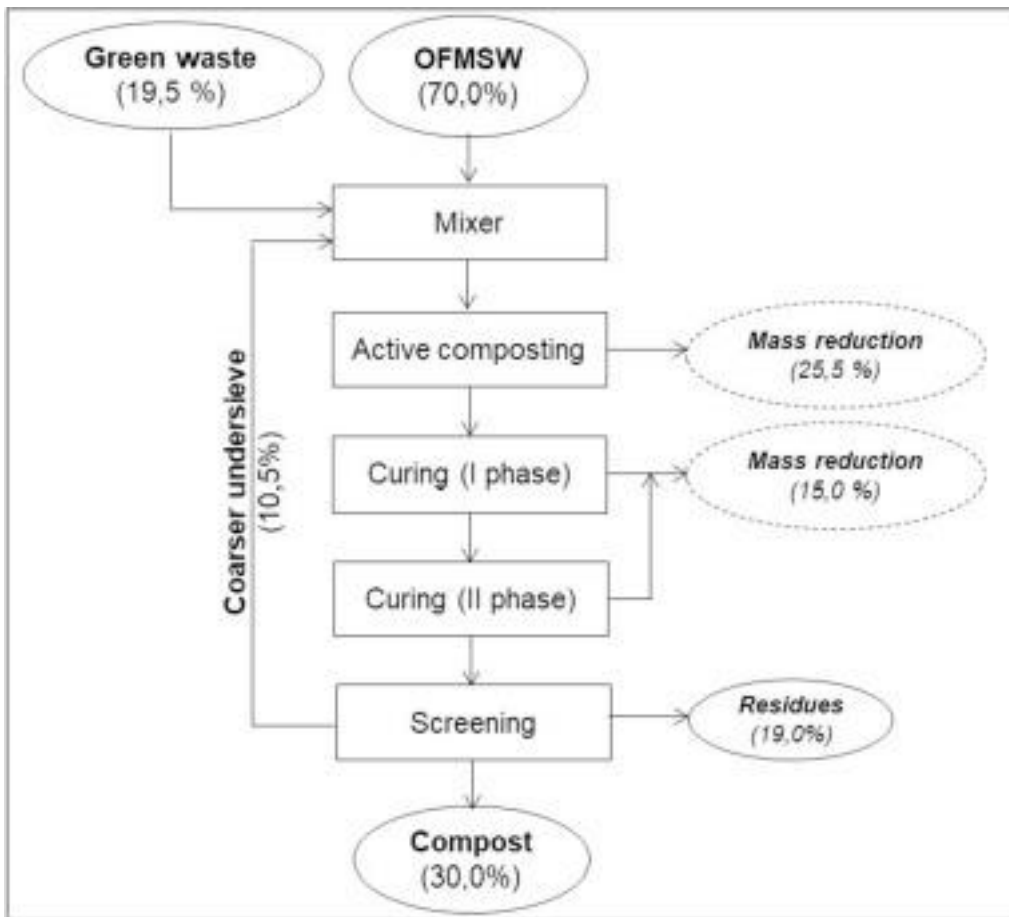 Green waste
(19,5 %)
OFMSW
(70,0%)
Mixer
Active composting
Mass reduction
(25,5 %)
Curing (I phase)
Mass reduction
(15,0 %)
Coarser undersieve
(10,5%)
Curing (II phase)
Screening
Residues
(19,0%)
Compost
(30,0%)